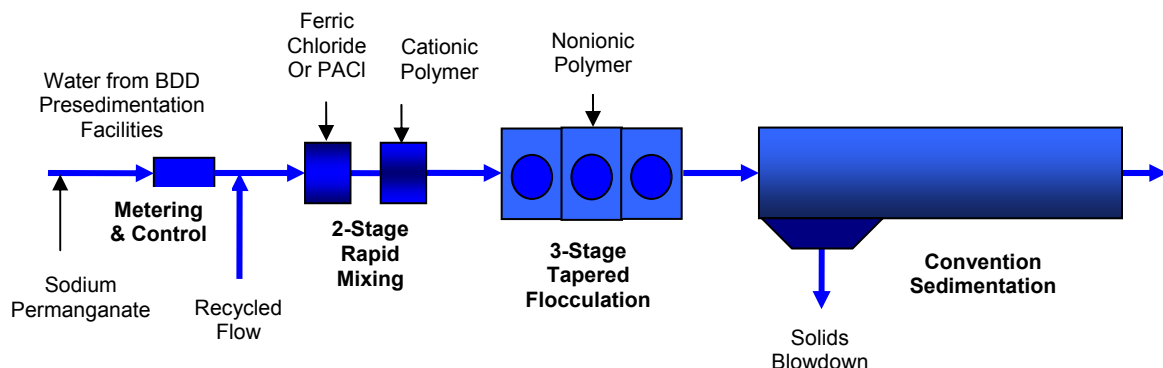 Water from BDD
Presedimentation
Facilities
Ferric
Chloride
Or PACl
Cationic
Polymer
Nonionic
Polymer
Metering
& Control
2-Stage
Rapid
Mixing
3-Stage
Tapered
Flocculation
Convention
Sedimentation
Sodium
Permanganate
Recycled
Flow
Solids
Blowdown